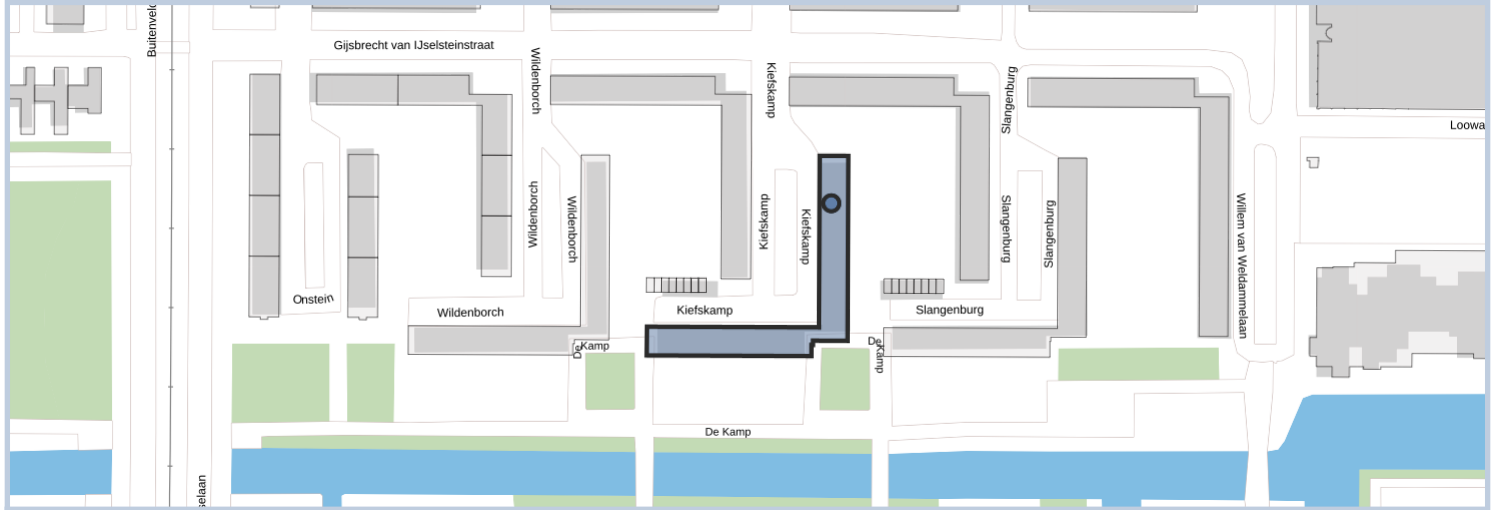 Buitenveld
Gijsbrecht van IJselsteinstraat
Wildenborch
Kiefskamp
Slangenburg
Loowa
Wildenborch
Wildenborch
Kiefskamp
Kiefskamp
Slangenburg
Slangenburg
Willem van Weldammelaan
Onstein
Wildenborch
Kiefskamp
Slangenburg
De Kamp
De Kamp
De Kamp
selaan